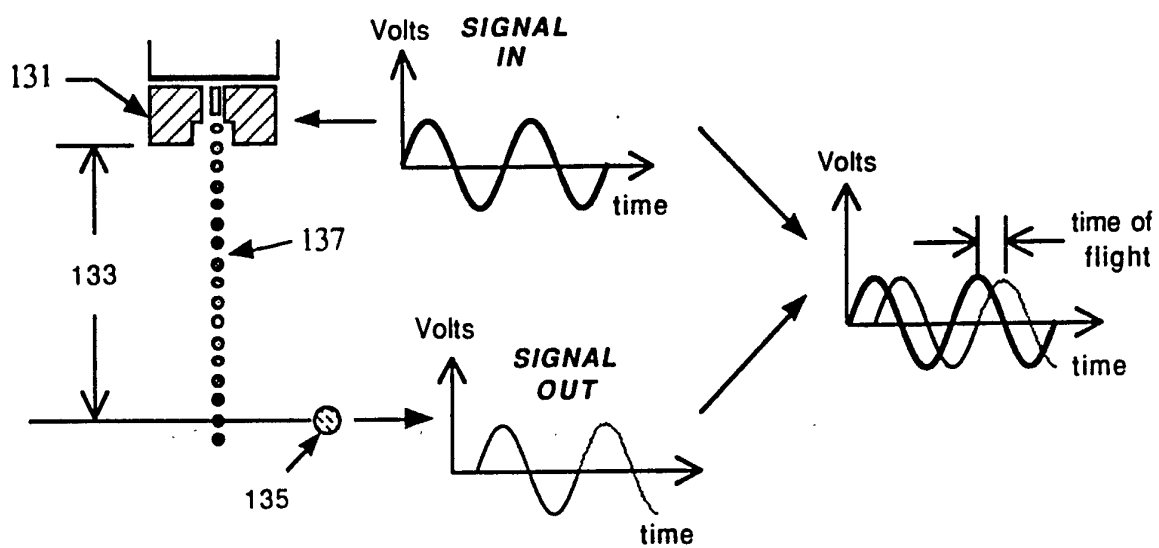 131
133
137
135
Volts
SIGNAL
IN
time
Volts
SIGNAL
OUT
time
Volts
time of
flight
time